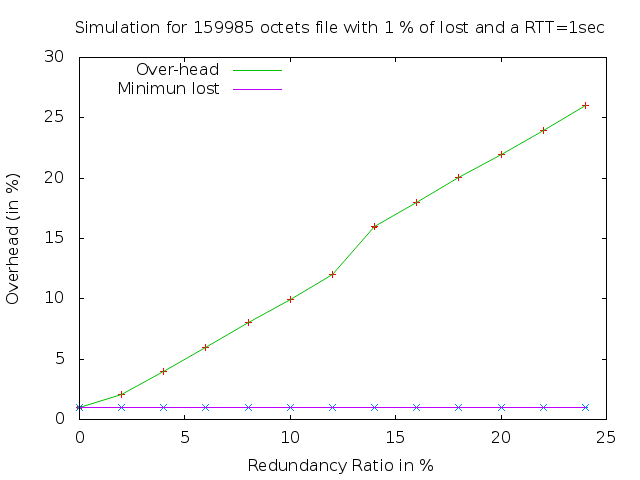 Simulation for 159985 octets file with 1 % of lost and a RTT=1sec
30
25
20
15
10
5
0
Overhead (in %)
Over-head
Minimun lost
0 5 10 15 20 25
Redundancy Ratio in %